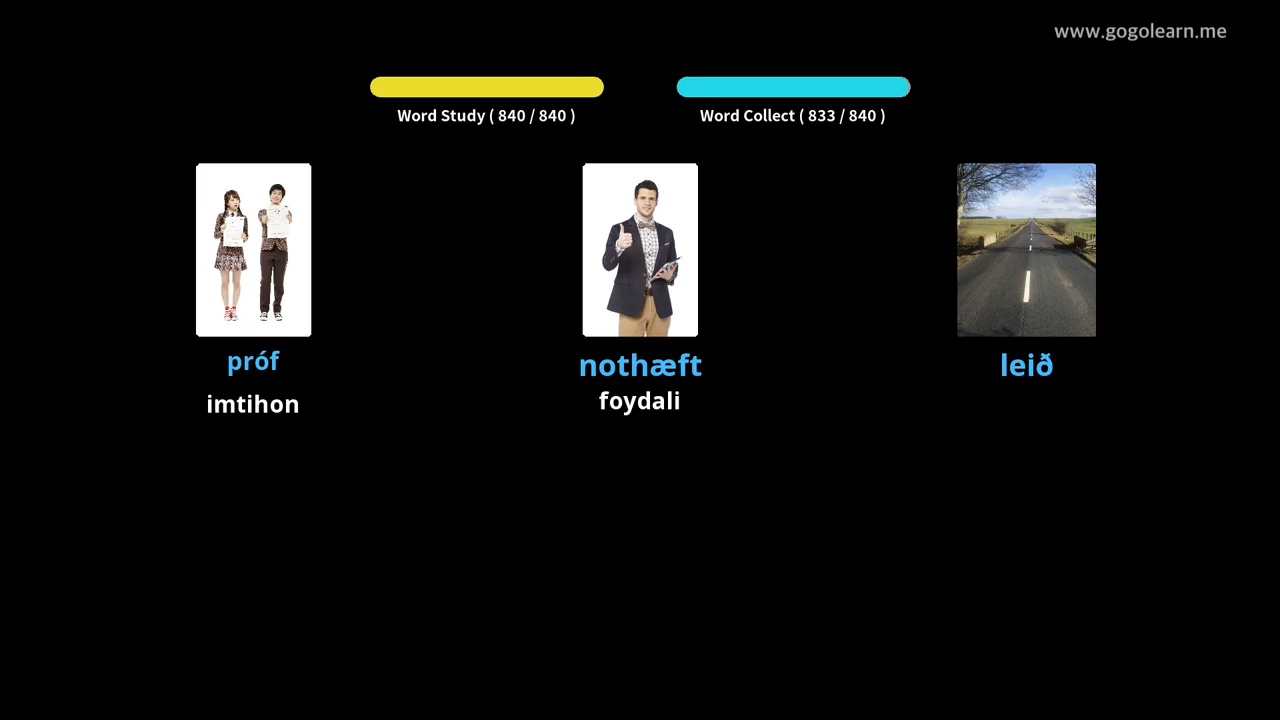 www.gogolearn.me
Word Study ( 840 / 840 )
Word Collect ( 833 / 840 )
próf
nothæft
leið
imtihon
foydali